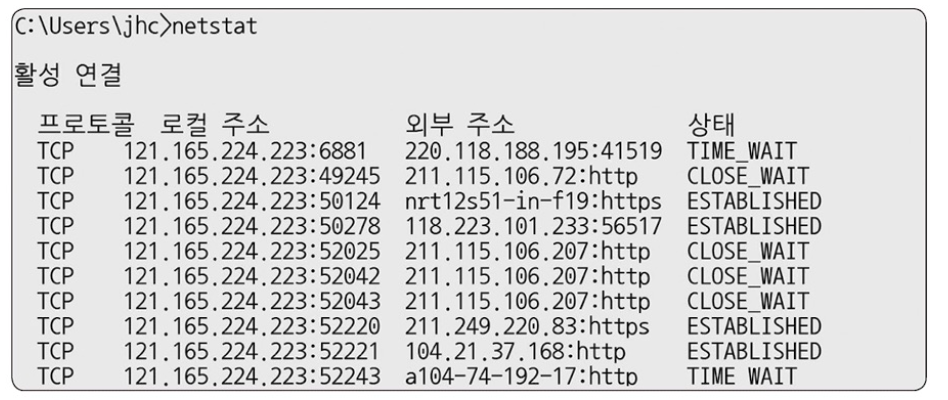 C:\Users\jhc>netstat
활성 연결
프로토콜 로컬 주소 외부 주소 상태
TCP 121.165.224.223:6881 220.118.188.195:41519 TIME_WAIT
TCP 121.165.224.223:49245 211.115.106.72:http CLOSE_WAIT
TCP 121.165.224.223:50124 nrt12s51-in-f19:https ESTABLISHED
TCP 121.165.224.223:50278 118.223.101.233:56517 ESTABLISHED
TCP 121.165.224.223:52025 211.115.106.207:http CLOSE_WAIT
TCP 121.165.224.223:52042 211.115.106.207:http CLOSE_WAIT
TCP 121.165.224.223:52043 211.115.106.207:http CLOSE_WAIT
TCP 121.165.224.223:52220 211.249.220.83:https ESTABLISHED
TCP 121.165.224.223:52221 104.21.37.168:http ESTABLISHED
TCP 121.165.224.223:52243 a104-74-192-17:http TIME_WAIT